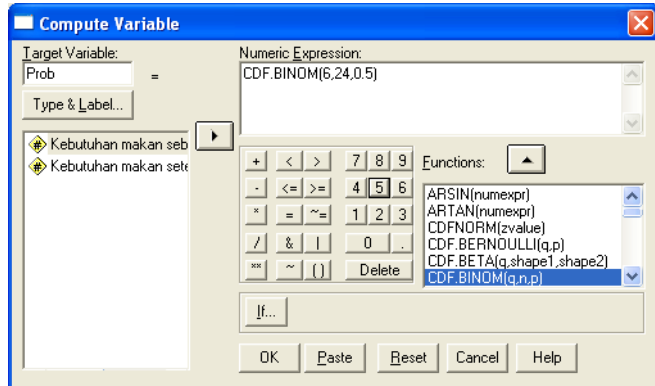 Compute Variable
Target Variable:
Prob
=
Type & Label...
Kebutuhan makan seb
Kebutuhan makan sete
Numeric Expression:
CDF.BINOM(6,24,0.5)
+ < > 7 8 9
- <= >= 4 5 6
* = ~= 1 2 3
/ & | 0 .
** ~ () Delete
Functions:
ARSIN(numexpr)
ARTAN(numexpr)
CDFNORM(zvalue)
CDF.BERNOULLI(q,p)
CDF.BETA(q,shape1,shape2)
CDF.BINOM(q,n,p)
If...
OK Paste Reset Cancel Help